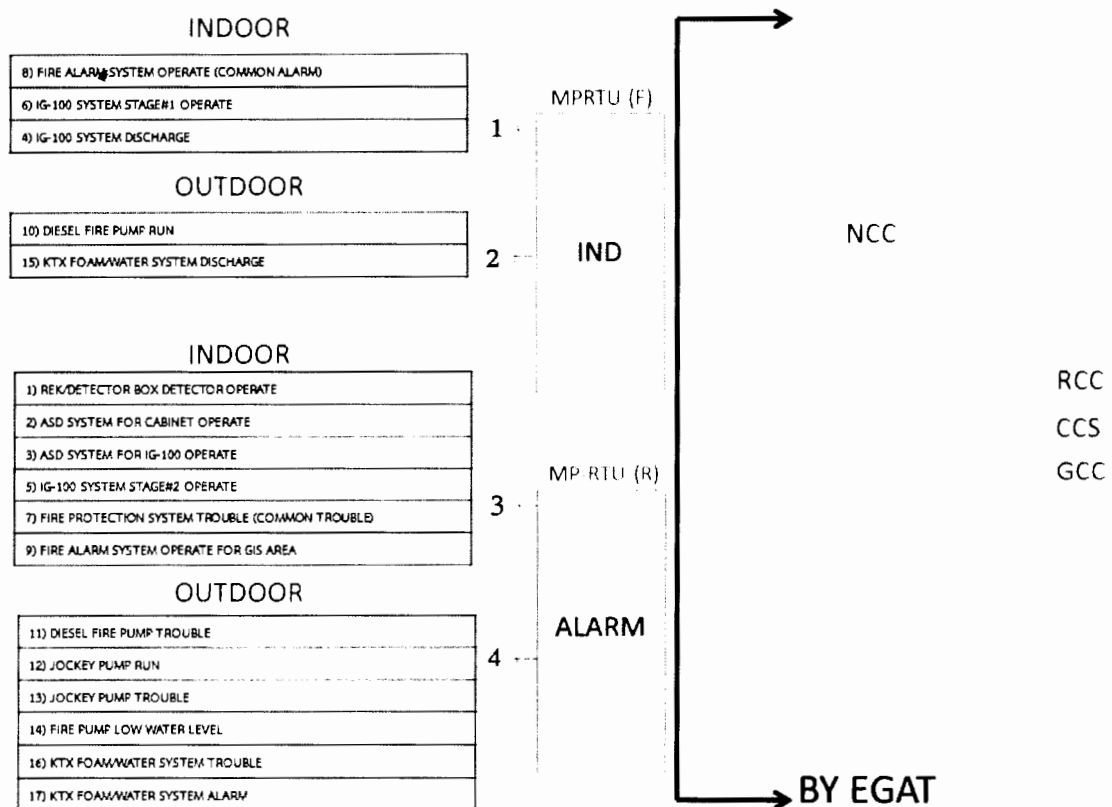 INDOOR
8) FIRE ALARM SYSTEM OPERATE (COMMON ALARM)
6) IG-100 SYSTEM STAGE#1 OPERATE
4) IG-100 SYSTEM DISCHARGE
1
OUTDOOR
10) DIESEL FIRE PUMP RUN
15) KTX FOAM/WATER SYSTEM DISCHARGE
2
MPRTU (F)
IND
INDOOR
1) REK/DETECTOR BOX DETECTOR OPERATE
2) ASD SYSTEM FOR CABINET OPERATE
3) ASD SYSTEM FOR IG-100 OPERATE
5) IG-100 SYSTEM STAGE#2 OPERATE
7) FIRE PROTECTION SYSTEM TROUBLE (COMMON TROUBLE)
9) FIRE ALARM SYSTEM OPERATE FOR GIS AREA
3
OUTDOOR
11) DIESEL FIRE PUMP TROUBLE
12) JOCKEY PUMP RUN
13) JOCKEY PUMP TROUBLE
14) FIRE PUMP LOW WATER LEVEL
16) KTX FOAM/WATER SYSTEM TROUBLE
17) KTX FOAM/WATER SYSTEM ALARM
4
MP-RTU (R)
ALARM
NCC
RCC
CCS
GCC
BY EGAT